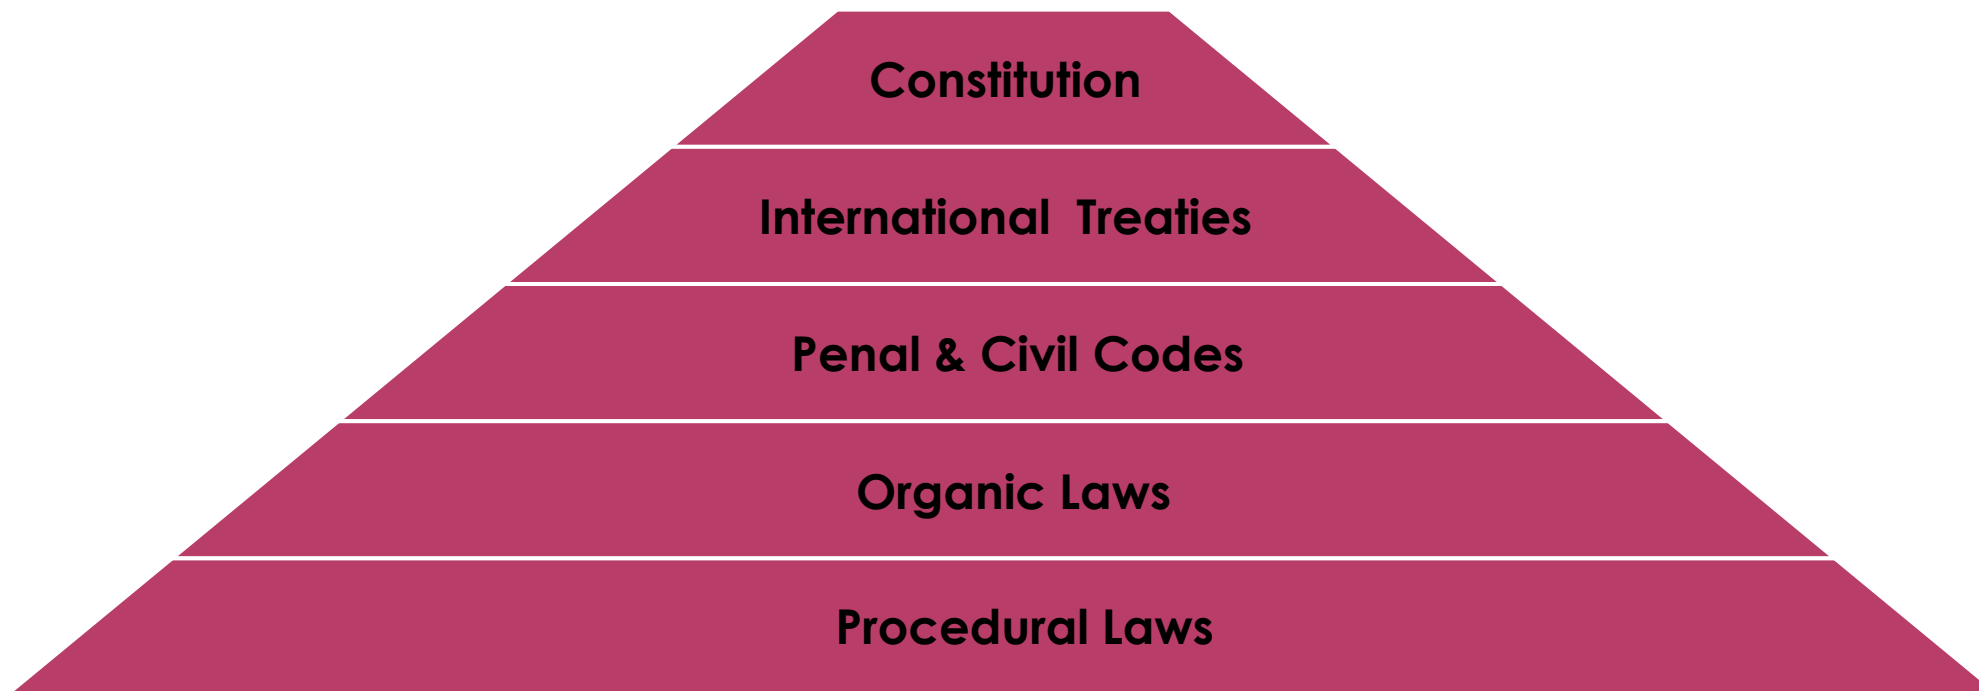 Constitution
International  Treaties
Penal & Civil Codes
Organic Laws
Procedural Laws